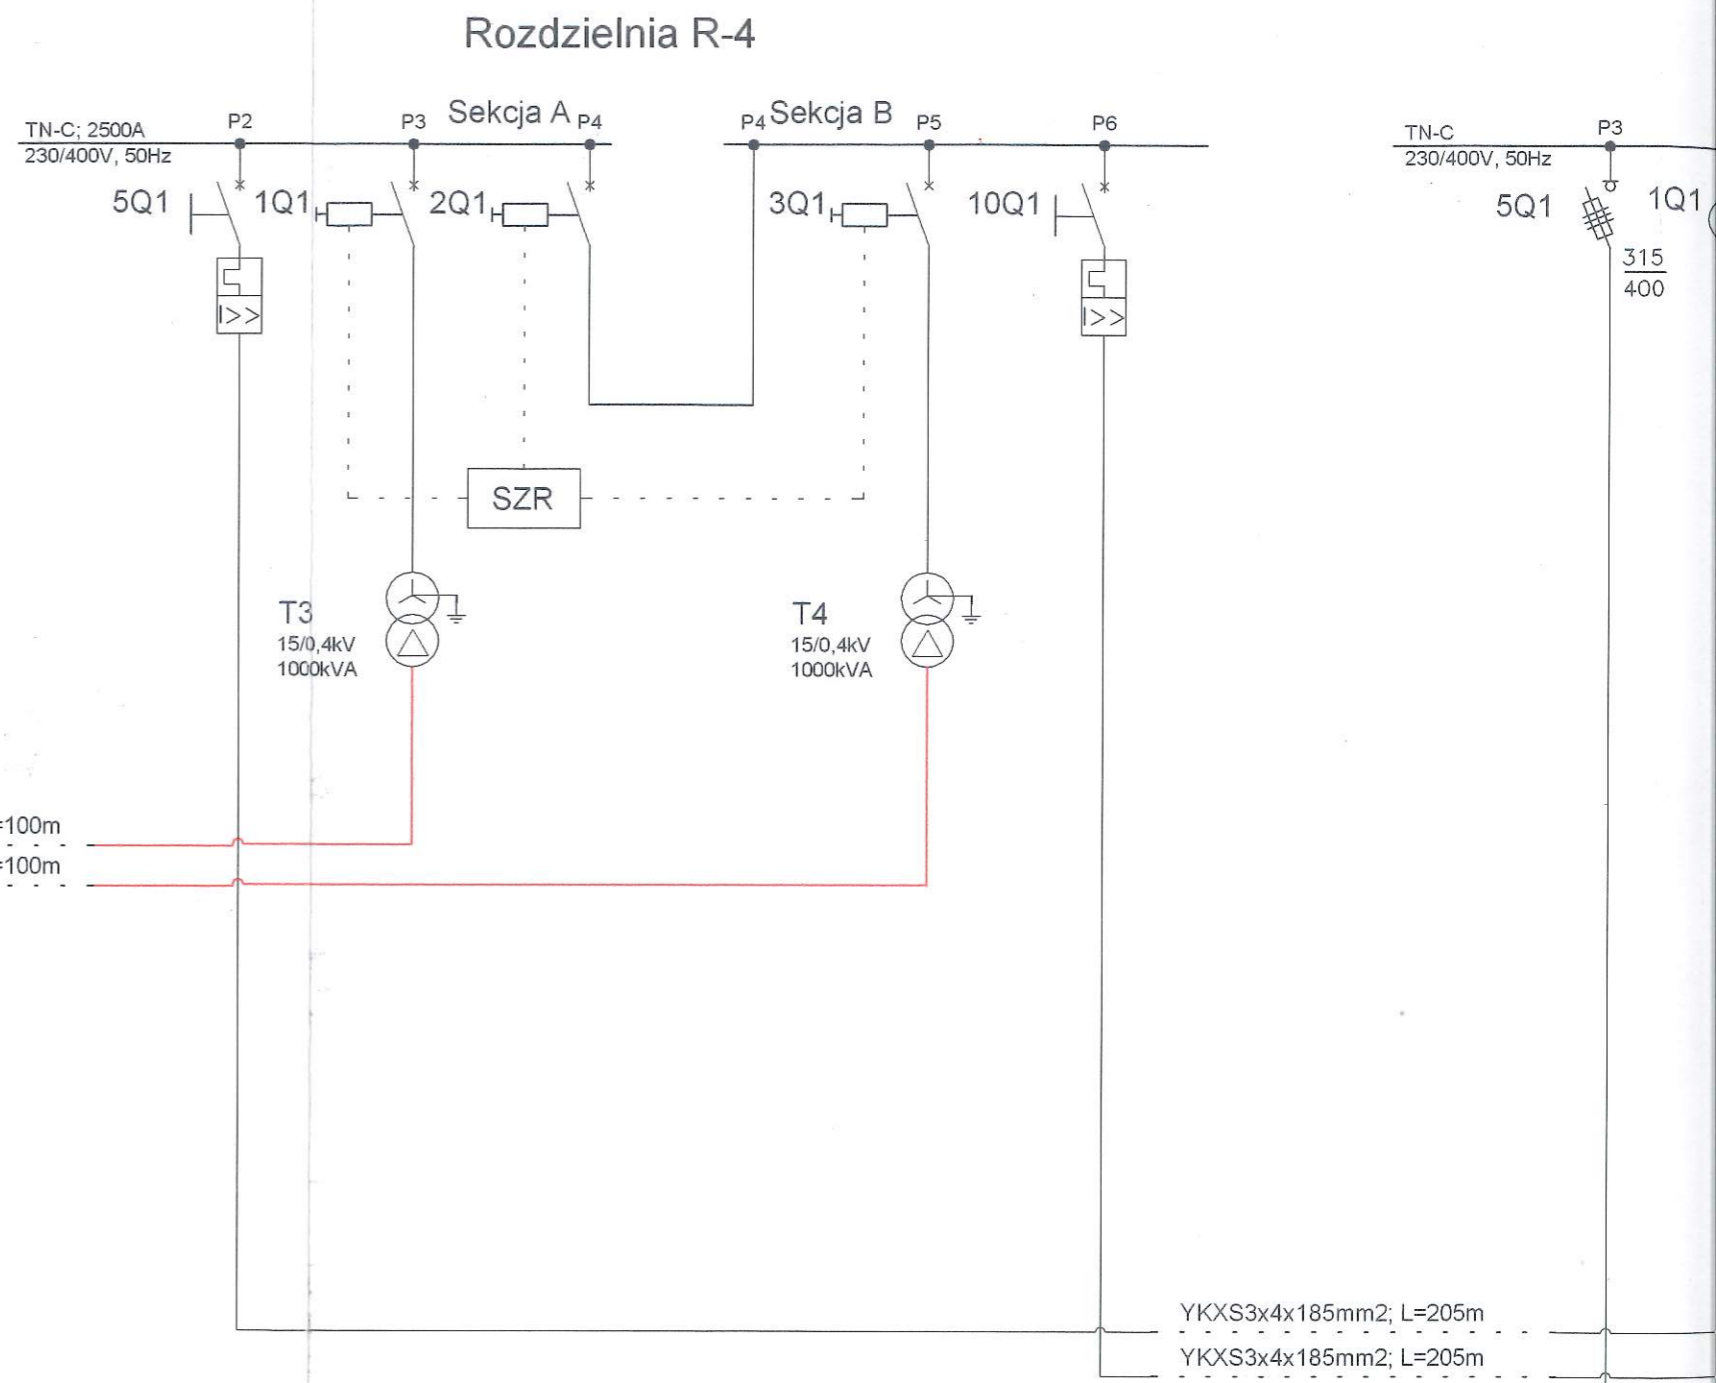 Rozdzielnia R-4
Sekcja A
Sekcja B
TN-C; 2500A
230/400V, 50Hz
P2
P3
P4
P4
P5
P6
TN-C
230/400V, 50Hz
P3
5Q1
1Q1
2Q1
3Q1
10Q1
5Q1
1Q1
315
400
I>>
I>>
SZR
T3
15/0,4kV
1000kVA
T4
15/0,4kV
1000kVA
=100m
=100m
YKXS3x4x185mm2; L=205m
YKXS3x4x185mm2; L=205m